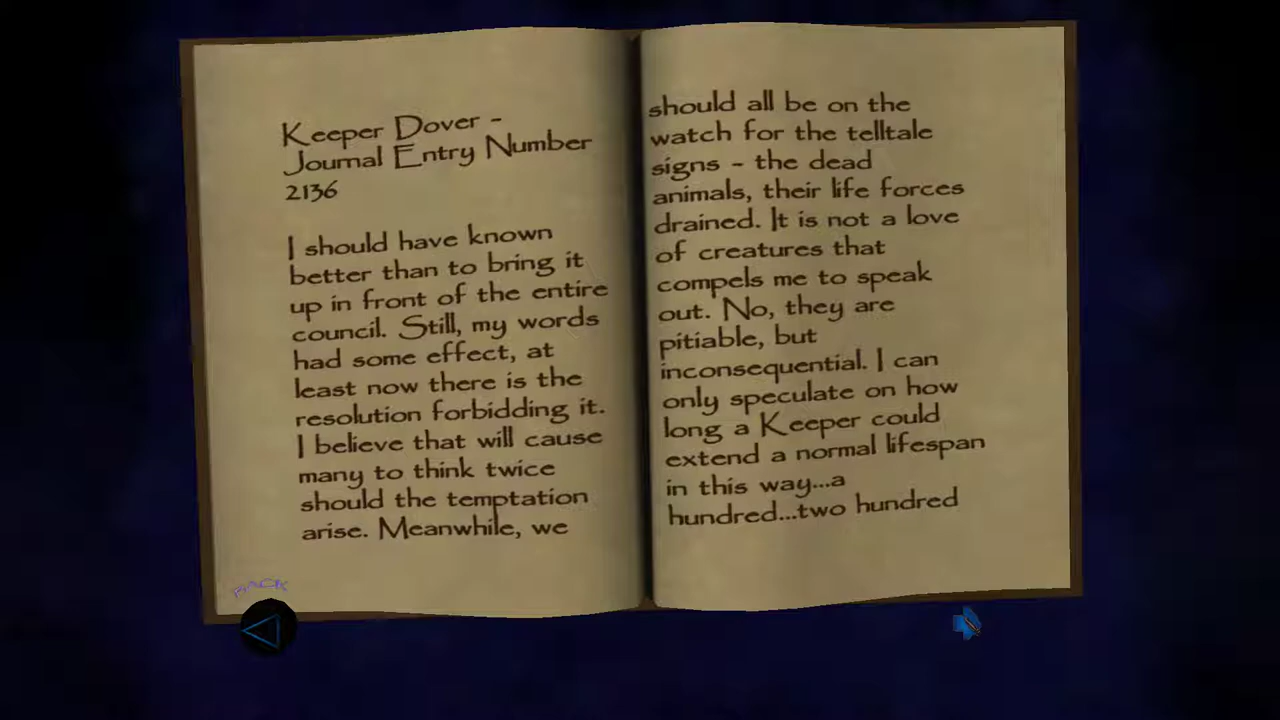 Keeper Dover -
Journal Entry Number
2136
I should have known
better than to bring it
up in front of the entire
council. Still, my words
had some effect, at
least now there is the
resolution forbidding it.
I believe that will cause
many to think twice
should the temptation
arise. Meanwhile, we
should all be on the
watch for the telltale
signs - the dead
animals, their life forces
drained. It is not a love
of creatures that
compels me to speak
out. No, they are
pitiable, but
inconsequential. I can
only speculate on how
long a Keeper could
extend a normal lifespan
in this way...a
hundred...two hundred
BACK